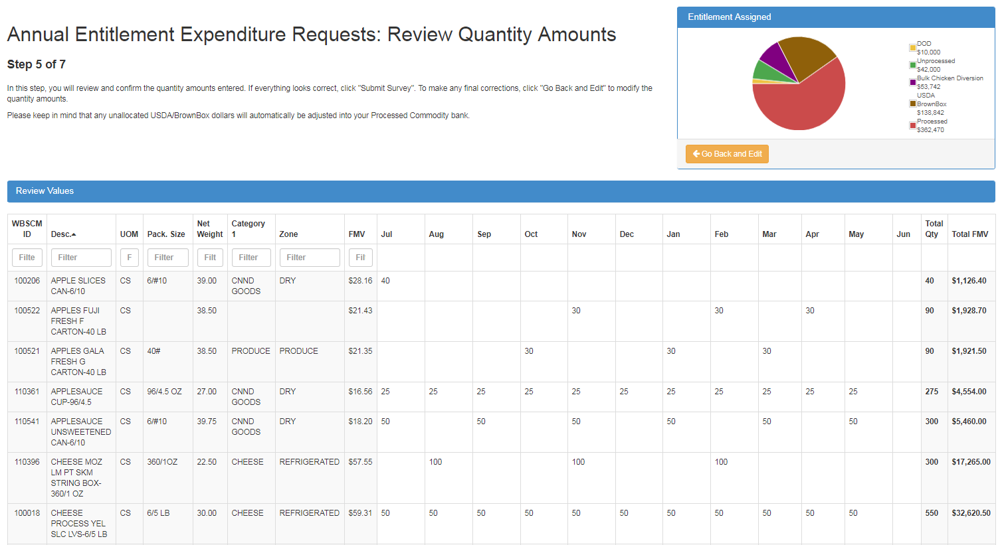 Annual Entitlement Expenditure Requests: Review Quantity Amounts
Step 5 of 7
In this step, you will review and confirm the quantity amounts entered. If everything looks correct, click "Submit Survey". To make any final corrections, click "Go Back and Edit" to modify the
quantity amounts.
Please keep in mind that any unallocated USDA/BrownBox dollars will automatically be adjusted into your Processed Commodity bank.
Entitlement Assigned
DOD
$10,000
Unprocessed
$42,000
Bulk Chicken Diversion
$53,742
USDA
BrownBox
$138,842
Processed
$362,470
Go Back and Edit
Review Values
WBSCM ID Desc. UOM Pack. Size Net Weight Category 1 Zone FMV Jul Aug Sep Oct Nov Dec Jan Feb Mar Apr May Jun Total Qty Total FMV
Filte Filter F Filter Filt Filter Filter Fil
100206 APPLE SLICES CS 6/#10 39.00 CNND DRY $28.16 40 40 $1,126.40
CAN-6/10 GOODS
100522 APPLES FUJI CS 38.50 $21.43 30 30 30 90 $1,928.70
FRESH F
CARTON-40 LB
100521 APPLES GALA CS 40# 38.50 PRODUCE PRODUCE $21.35 30 30 30 90 $1,921.50
FRESH G
CARTON-40 LB
110361 APPLESAUCE CS 96/4.5 OZ 27.00 CNND DRY $16.56 25 25 25 25 25 25 25 25 25 25 25 275 $4,554.00
CUP-96/4.5 GOODS
110541 APPLESAUCE CS 6/#10 39.75 CNND DRY $18.20 50 50 50 50 50 50 300 $5,460.00
UNSWEETENED GOODS
CAN-6/10
110396 CHEESE MOZ CS 360/1OZ 22.50 CHEESE REFRIGERATED $57.55 100 100 100 300 $17,265.00
LM PT SKM
STRING BOX-
360/1 OZ
100018 CHEESE CS 6/5 LB 30.00 CHEESE REFRIGERATED $59.31 50 50 50 50 50 50 50 50 50 50 50 550 $32,620.50
PROCESS YEL
SLC LVS-6/5 LB